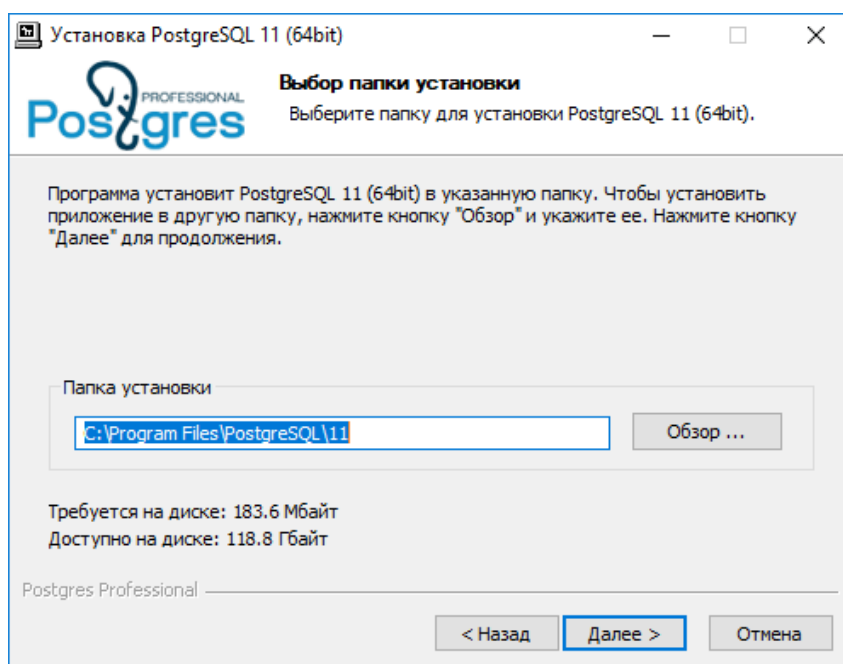 Установка PostgreSQL 11 (64bit)
PROFESSIONAL
Postgres
Выбор папки установки
Выберите папку для установки PostgreSQL 11 (64bit).
Программа установит PostgreSQL 11 (64bit) в указанную папку. Чтобы установить
приложение в другую папку, нажмите кнопку "Обзор" и укажите ее. Нажмите кнопку
"Далее" для продолжения.
Папка установки
C:\Program Files\PostgreSQL\11
Обзор ...
Требуется на диске: 183.6 Мбайт
Доступно на диске: 118.8 Гбайт
Postgres Professional
< Назад
Далее >
Отмена